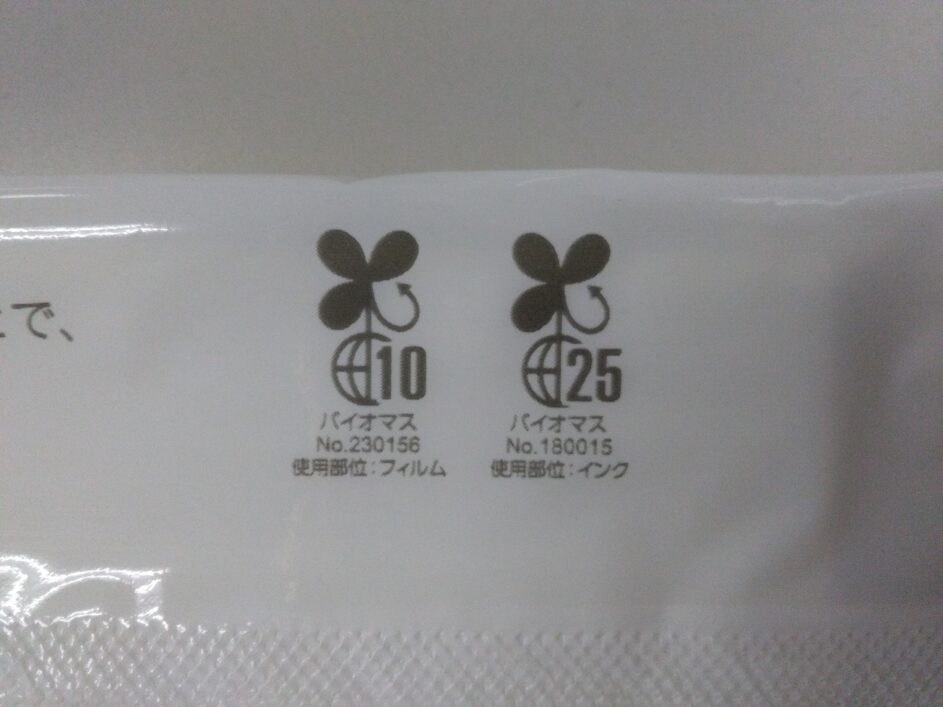 で、
10
バイオマス
No.230156
使用部位:フィルム
25
バイオマス
No.180015
使用部位:インク